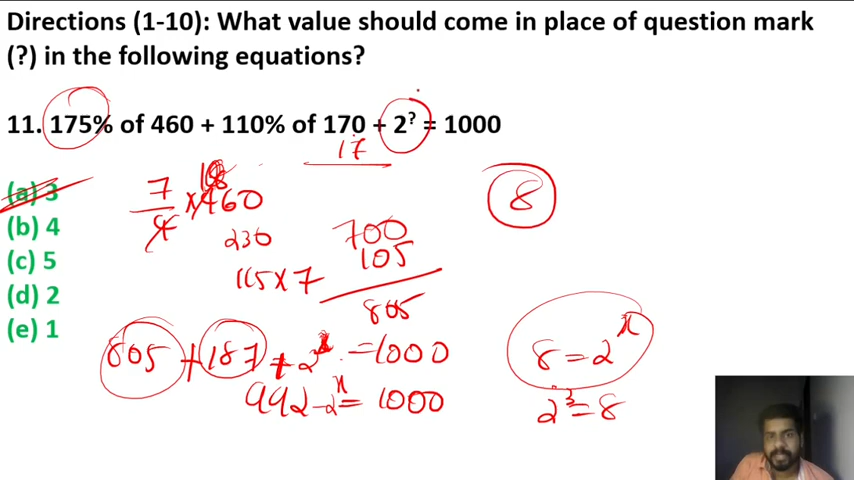 Directions (1-10): What value should come in place of question mark
(?) in the following equations?
11. 175% of 460 + 110% of 170 + 2^? = 1000
17
(a) 3
(b) 4
(c) 5
(d) 2
(e) 1
7/4 × 460
230
115 × 7
700
105
805
8
805 + 187 + 2^x = 1000
992 - 2^x = 1000
8 = 2^x
2^3 = 8